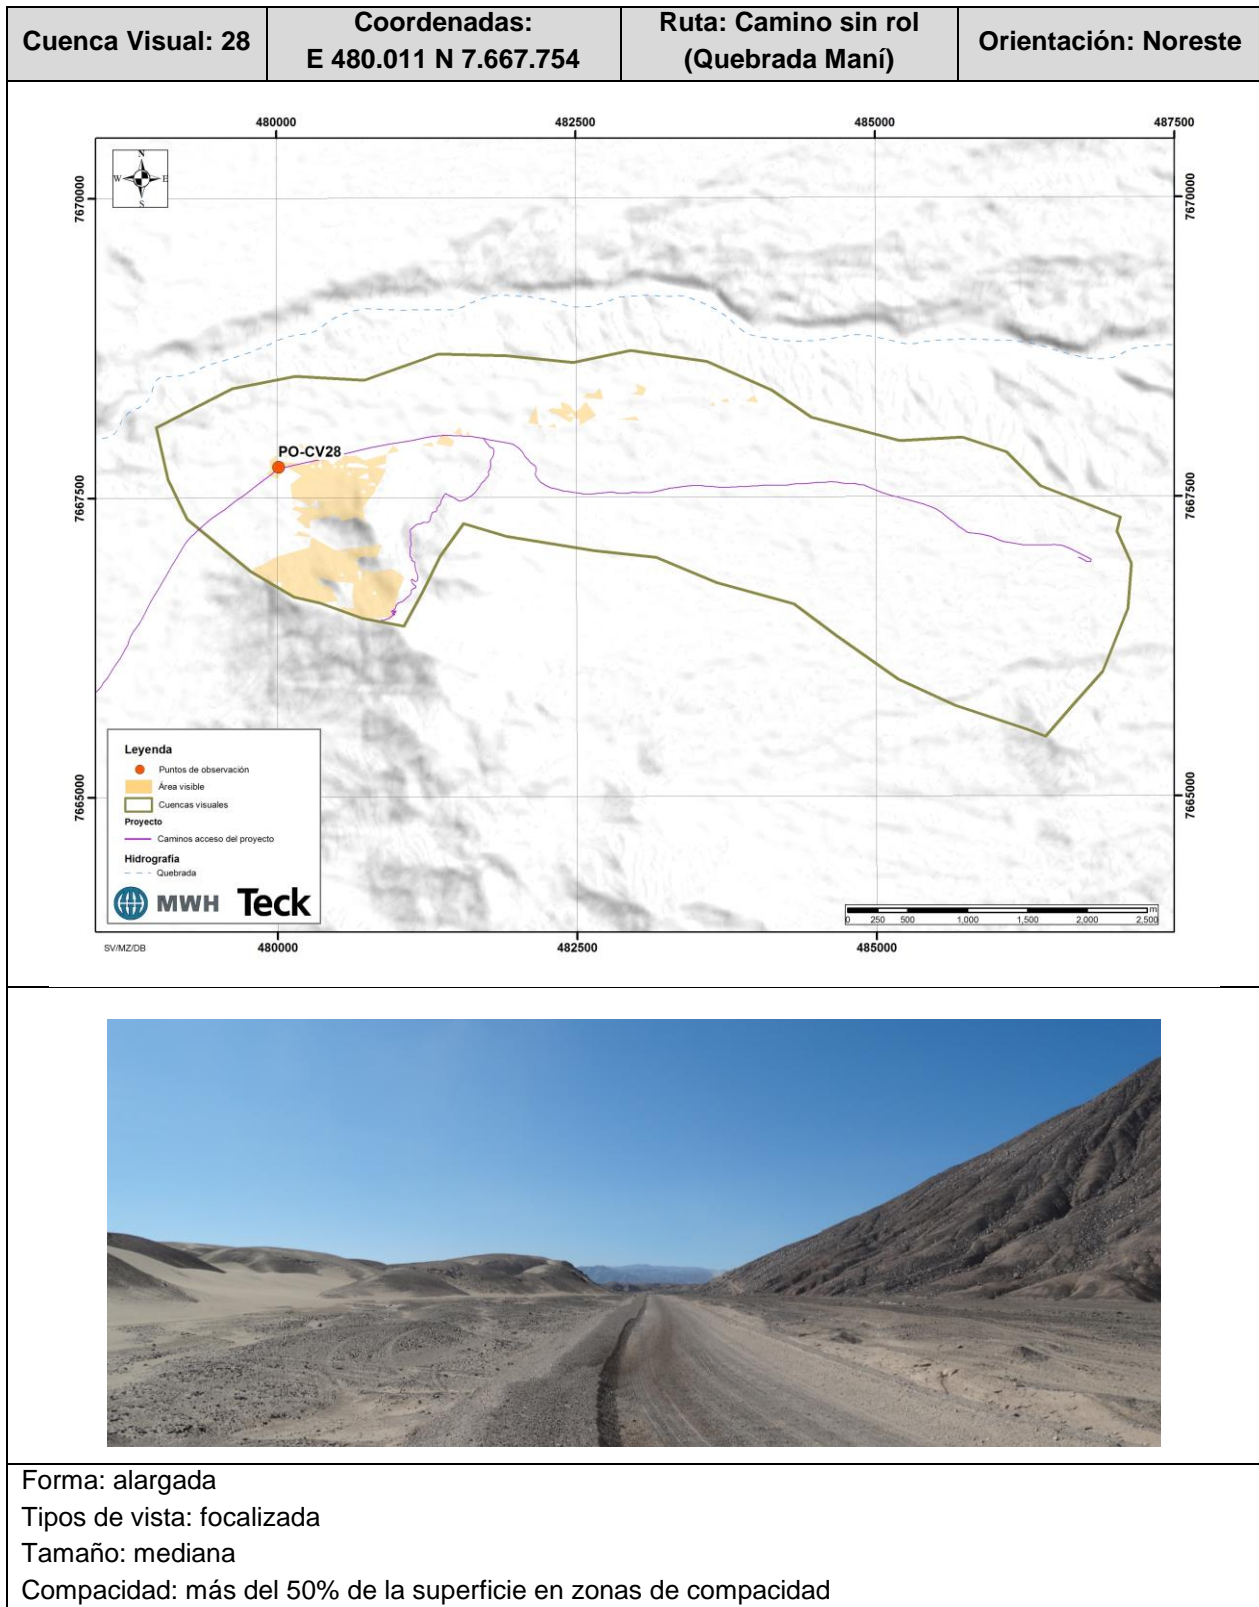 Cuenca Visual: 28
Coordenadas:
E 480.011 N 7.667.754
Ruta: Camino sin rol
(Quebrada Maní)
Orientación: Noreste
480000
482500
485000
487500
N
W
E
S
7670000
7670000
PO-CV28
7667500
7667500
7665000
7665000
Leyenda
Puntos de observación
Área visible
Cuencas visuales
Proyecto
Caminos acceso del proyecto
Hidrografía
Quebrada
MWH Teck
m
0 250 500 1,000 1,500 2,000 2,500
SV/MZ/DB
480000
482500
485000
Forma: alargada
Tipos de vista: focalizada
Tamaño: mediana
Compacidad: más del 50% de la superficie en zonas de compacidad